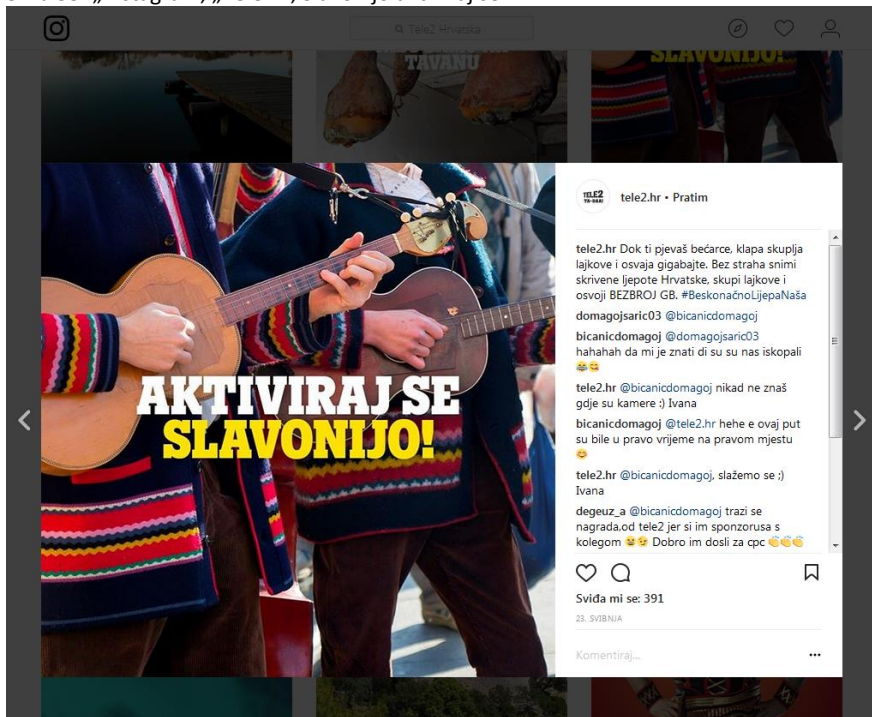 Tele2 Hrvatska
TAVANU
SLAVONIJO!
AKTIVIRAJ SE
SLAVONIJO!
TELE2
tele2.hr • Pratim
tele2.hr Dok ti pjevaš bećarce, klapa skuplja
lajkove i osvaja gigabajte. Bez straha snimi
skrivene ljepote Hrvatske, skupi lajkove i
osvoji BEZBROJ GB. #BeskonačnoLijepaNaša
domagojsaric03 @bicanicdomagoj
bicanicdomagoj @domagojsaric03
hahahah da mi je znati di su su nas iskopali
😂😋
tele2.hr @bicanicdomagoj nikad ne znaš
gdje su kamere :) Ivana
bicanicdomagoj @tele2.hr hehe e ovaj put
su bile u pravo vrijeme na pravom mjestu
😊
tele2.hr @bicanicdomagoj, slažemo se ;)
Ivana
degeuz_a @bicanicdomagoj trazi se
nagrada,od tele2 jer si im sponzorusa s
kolegom 😆😉 Dobro im dosli za cpc 👏👏👏
Sviđa mi se: 391
23. SVIBNJA
Komentiraj...